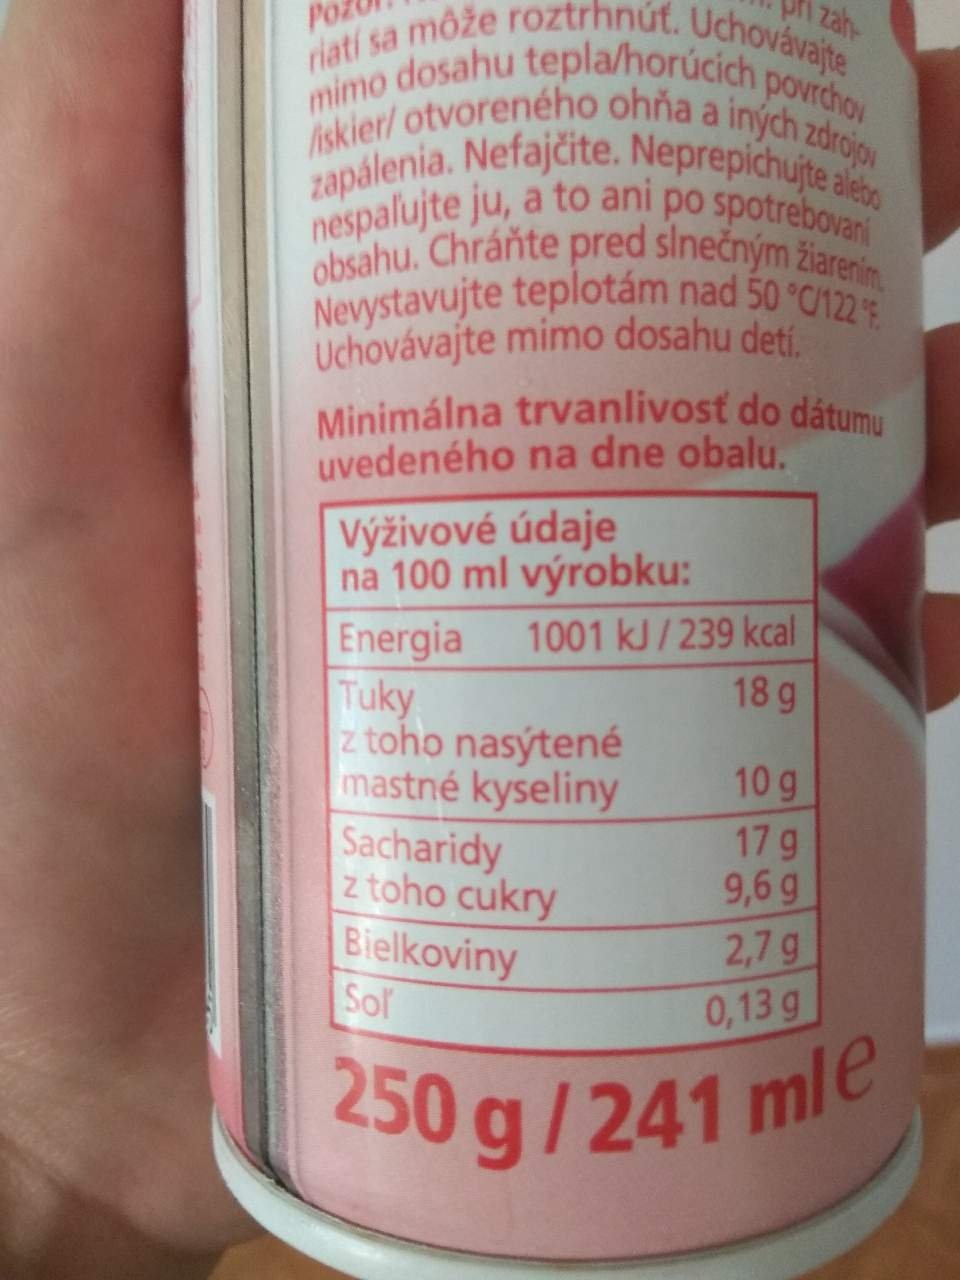 pri zah-
riatí sa môže roztrhnúť. Uchovávajte
mimo dosahu tepla/horúcich povrchov
/iskier/ otvoreného ohňa a iných zdrojov
zapálenia. Nefajčite. Neprepichujte alebo
nespaľujte ju, a to ani po spotrebovaní
obsahu. Chráňte pred slnečným žiarením.
Nevystavujte teplotám nad 50 °C/122 °F.
Uchovávajte mimo dosahu detí.
Minimálna trvanlivosť do dátumu
uvedeného na dne obalu.
Výživové údaje
na 100 ml výrobku:
Energia 1001 kJ / 239 kcal
Tuky 18 g
z toho nasýtené
mastné kyseliny 10 g
Sacharidy 17 g
z toho cukry 9,6 g
Bielkoviny 2,7 g
Soľ 0,13 g
250 g / 241 ml e